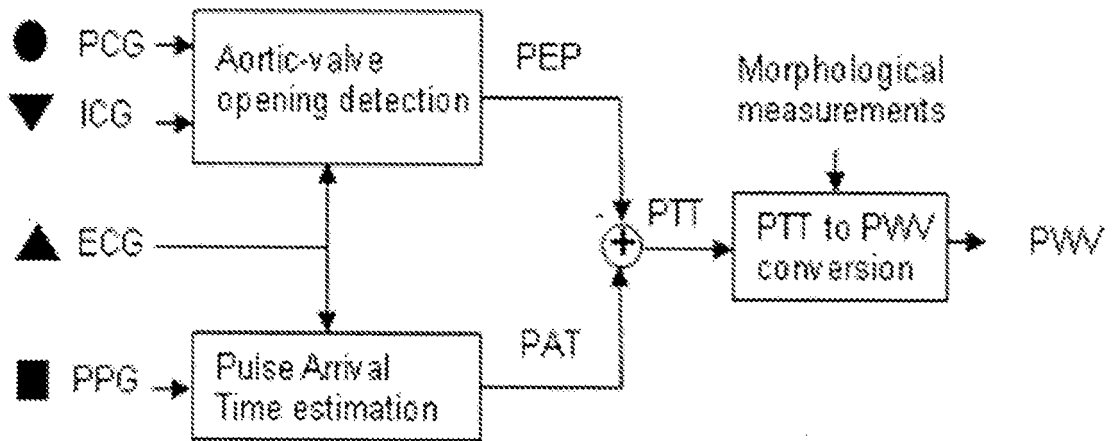 PCG
ICG
ECG
PPG
Aortic-valve
opening detection
Pulse Arrival
Time estimation
PEP
PAT
+
PTT
Morphological
measurements
PTT to PWV
conversion
PWV